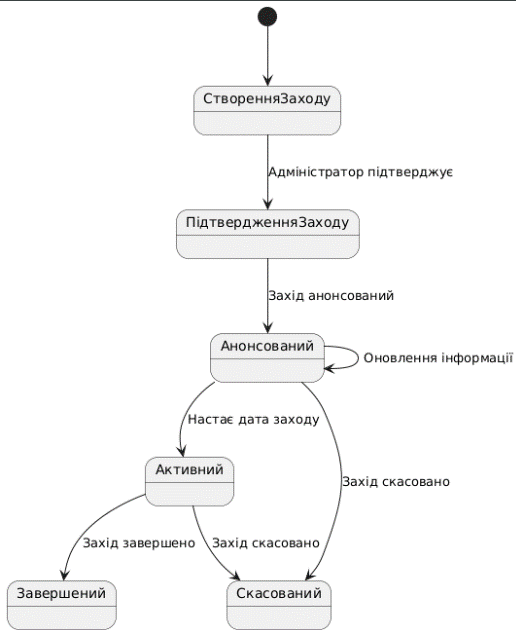 СтворенняЗаходу
Адміністратор підтверджує
ПідтвердженняЗаходу
Захід анонсований
Анонсований
Оновлення інформації
Настає дата заходу
Активний
Захід скасовано
Захід завершено
Захід скасовано
Завершений
Скасований